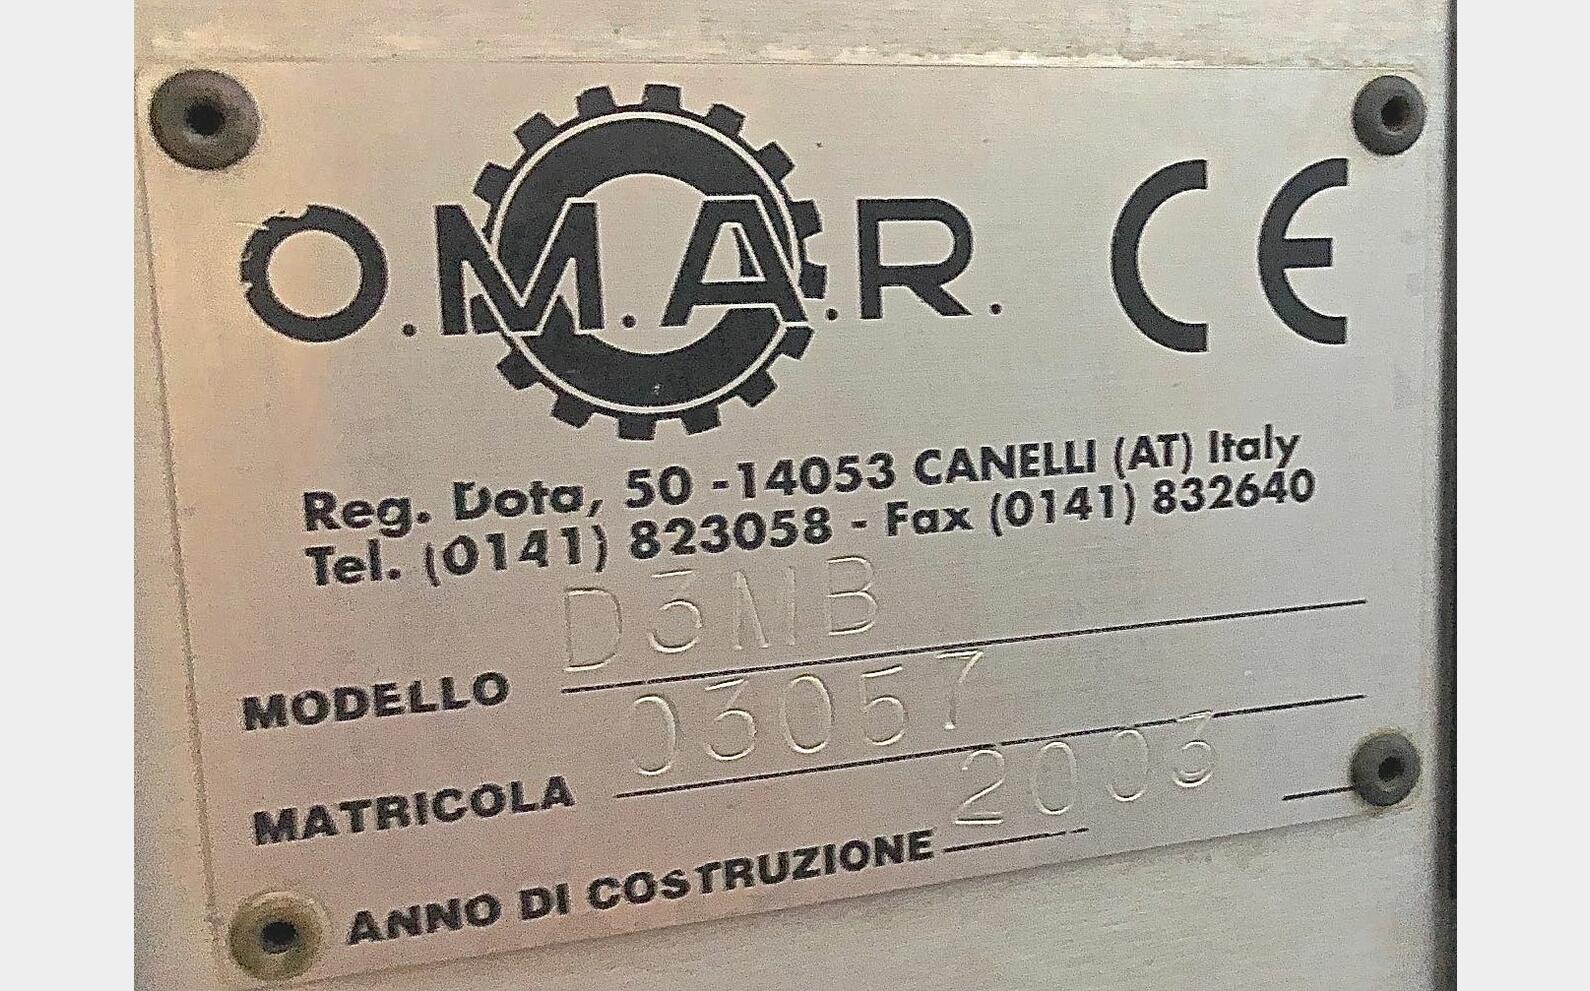 O.M.A.R. CE
Reg. Dota, 50 -14053 CANELLI (AT) Italy
Tel. (0141) 823058 - Fax (0141) 832640
MODELLO D3MB
MATRICOLA 03057
ANNO DI COSTRUZIONE 2003